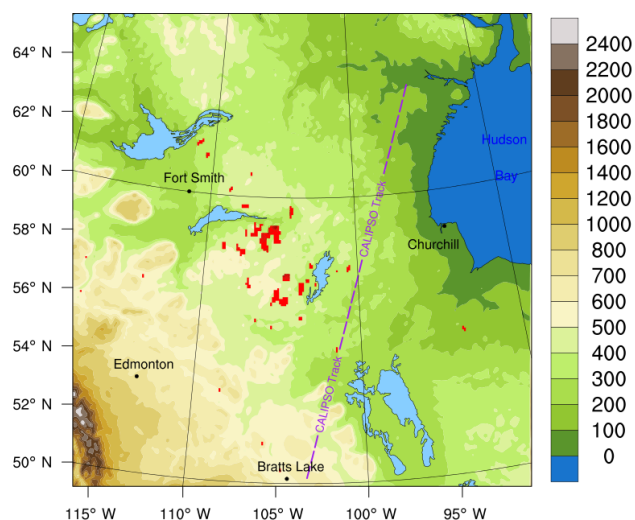 64° N
62° N
60° N
58° N
56° N
54° N
52° N
50° N
115° W
110° W
105° W
100° W
95° W
Hudson
Bay
Fort Smith
Churchill
CALIPSO Track
Edmonton
CALIPSO Track
Bratts Lake
2400
2200
2000
1800
1600
1400
1200
1000
800
700
600
500
400
300
200
100
0